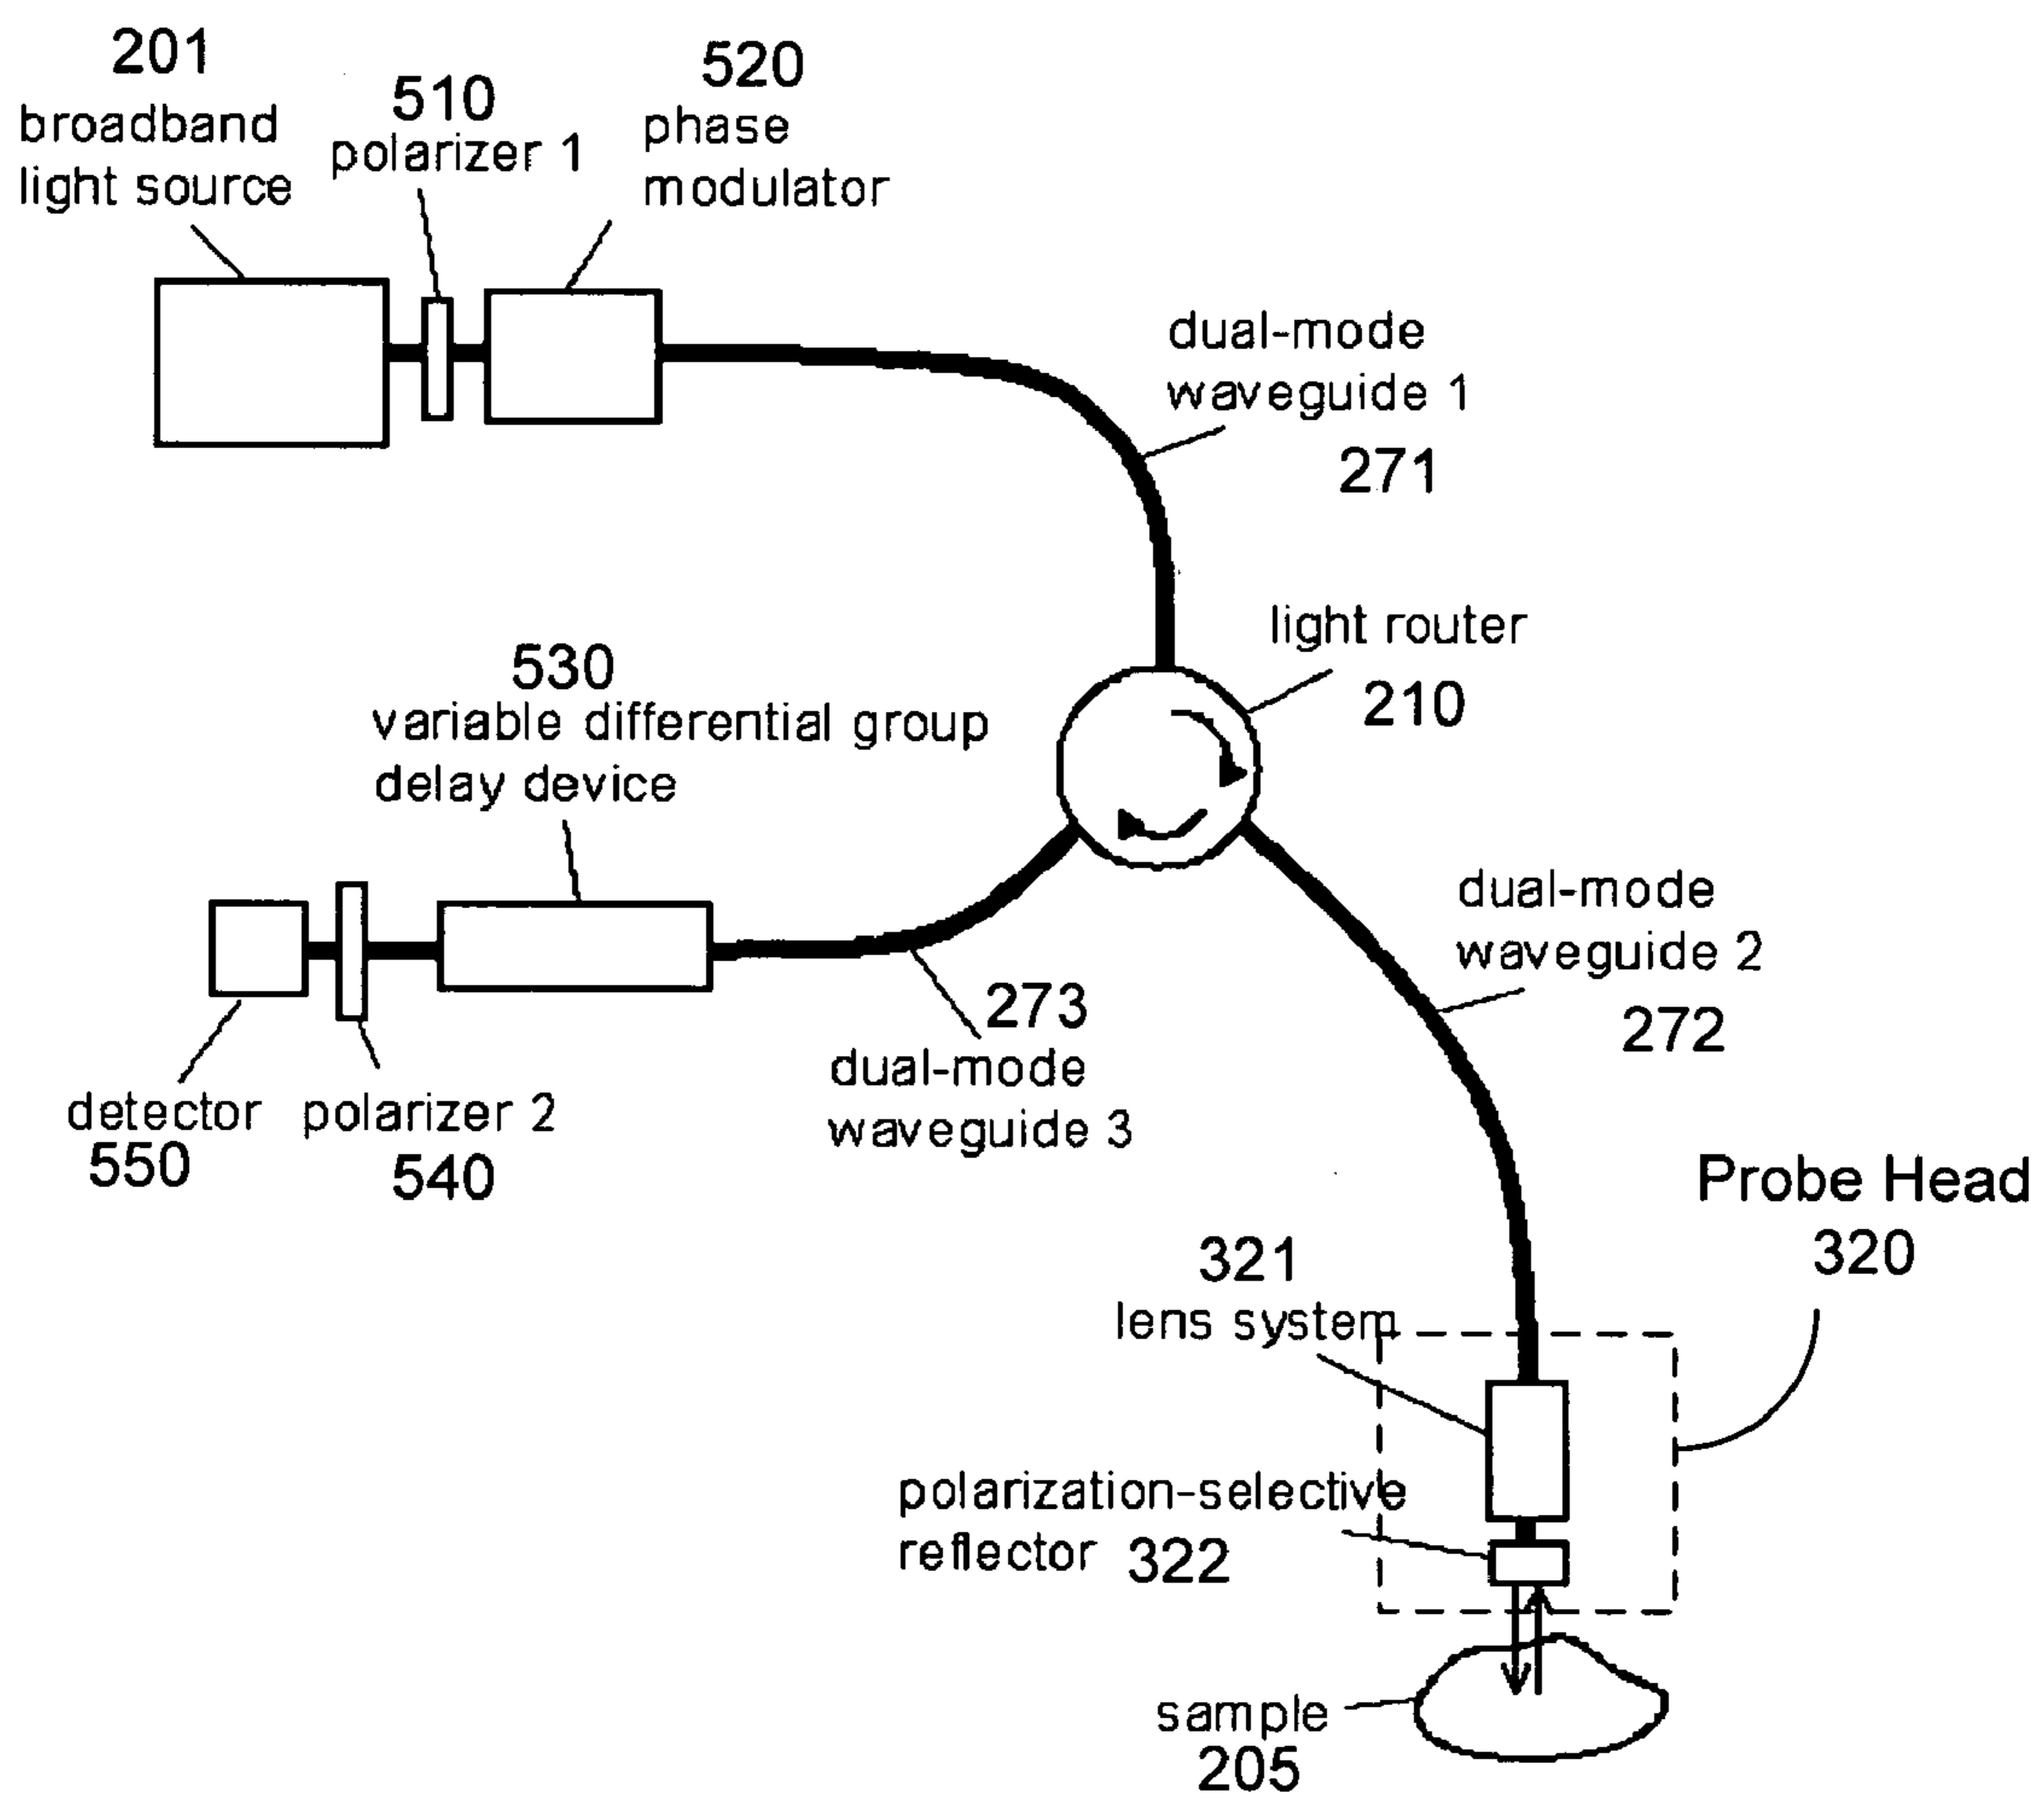 201
broadband
light source
510
polarizer 1
520
phase
modulator
dual-mode
waveguide 1
271
light router
210
530
variable differential group
delay device
dual-mode
waveguide 2
272
273
dual-mode
waveguide 3
detector
550
polarizer 2
540
Probe Head
320
321
lens system
polarization-selective
reflector 322
sample
205